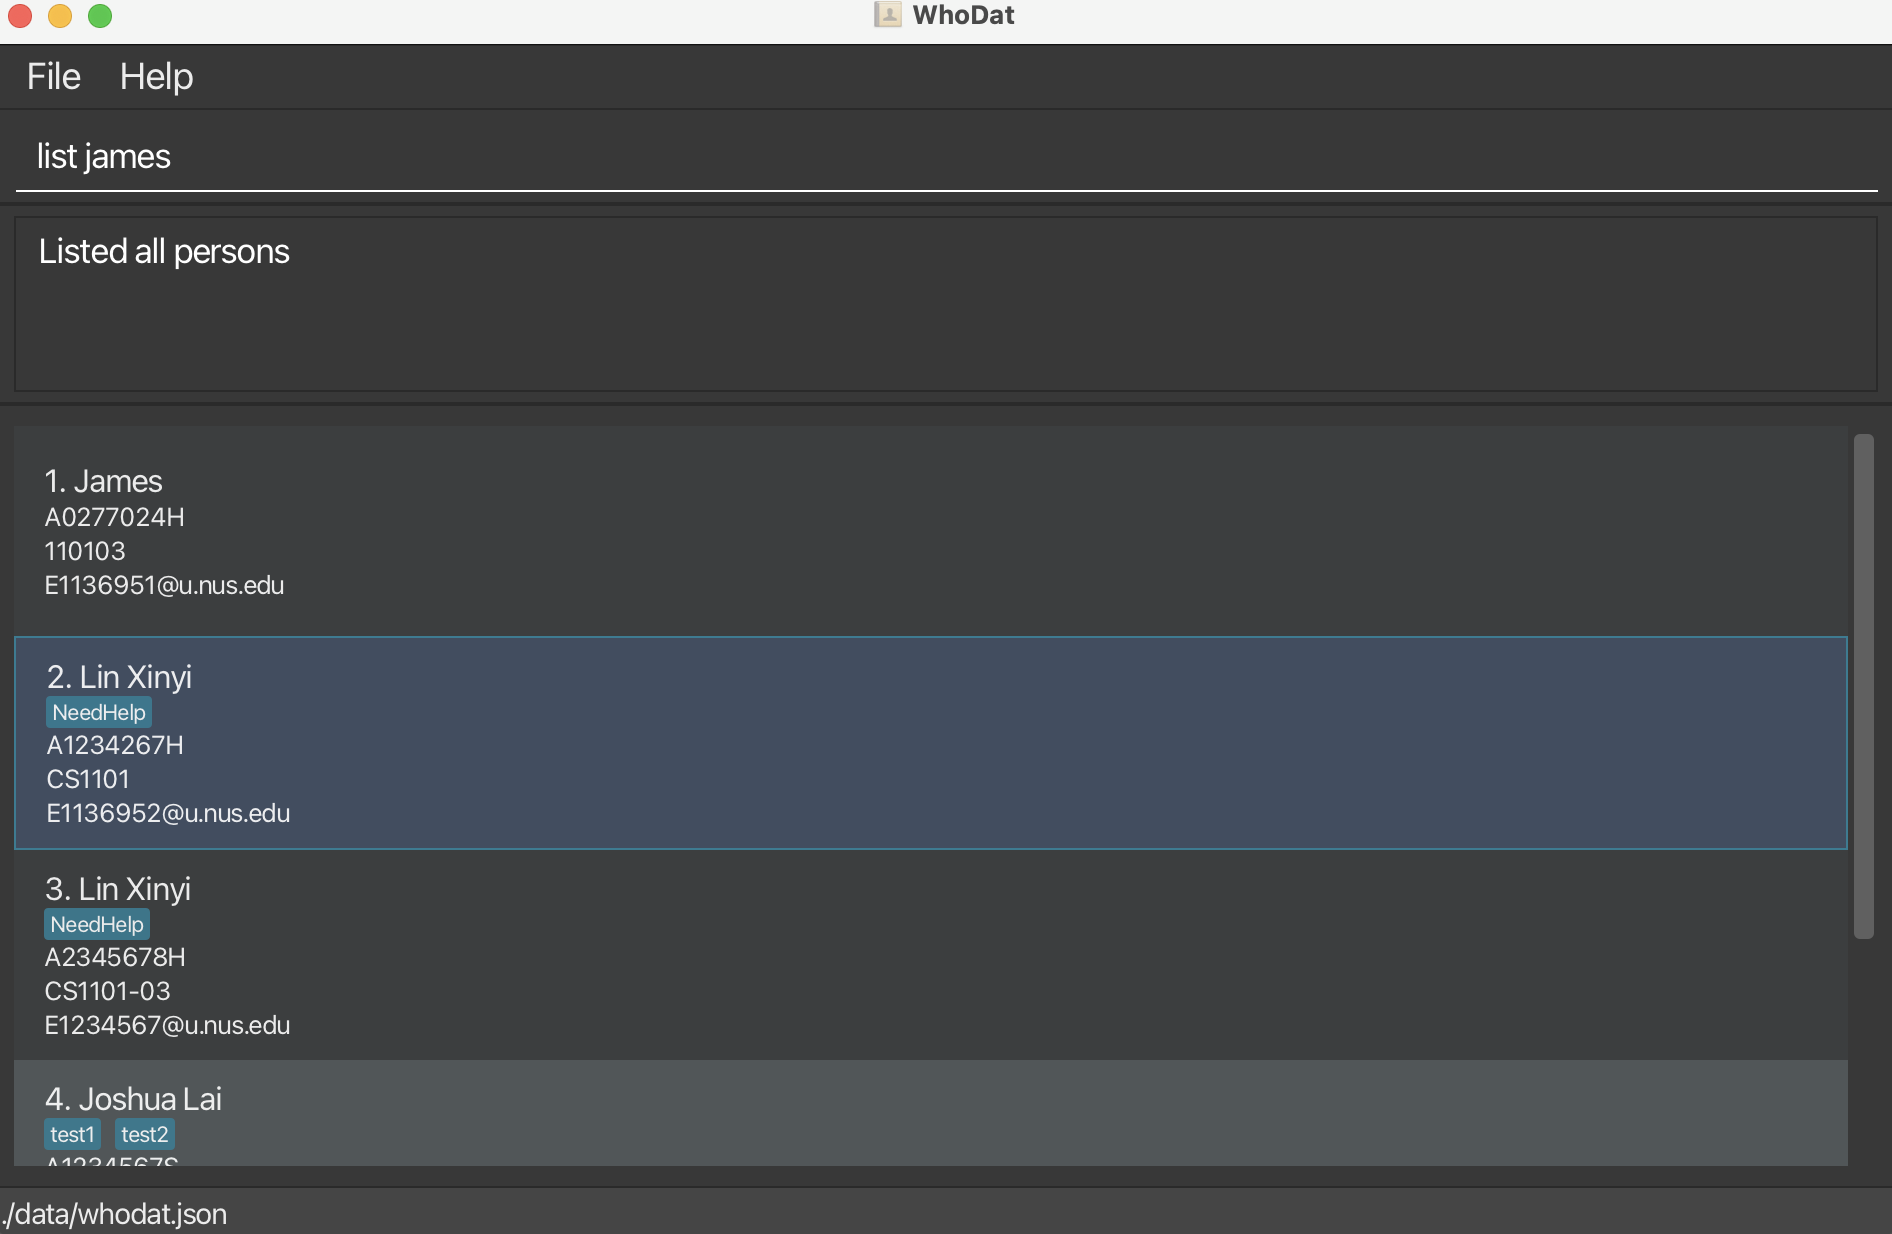 WhoDat
File Help
list james
Listed all persons
1. James
A0277024H
110103
E1136951@u.nus.edu
2. Lin Xinyi
NeedHelp
A1234267H
CS1101
E1136952@u.nus.edu
3. Lin Xinyi
NeedHelp
A2345678H
CS1101-03
E1234567@u.nus.edu
4. Joshua Lai
test1 test2
A1234567S
./data/whodat.json